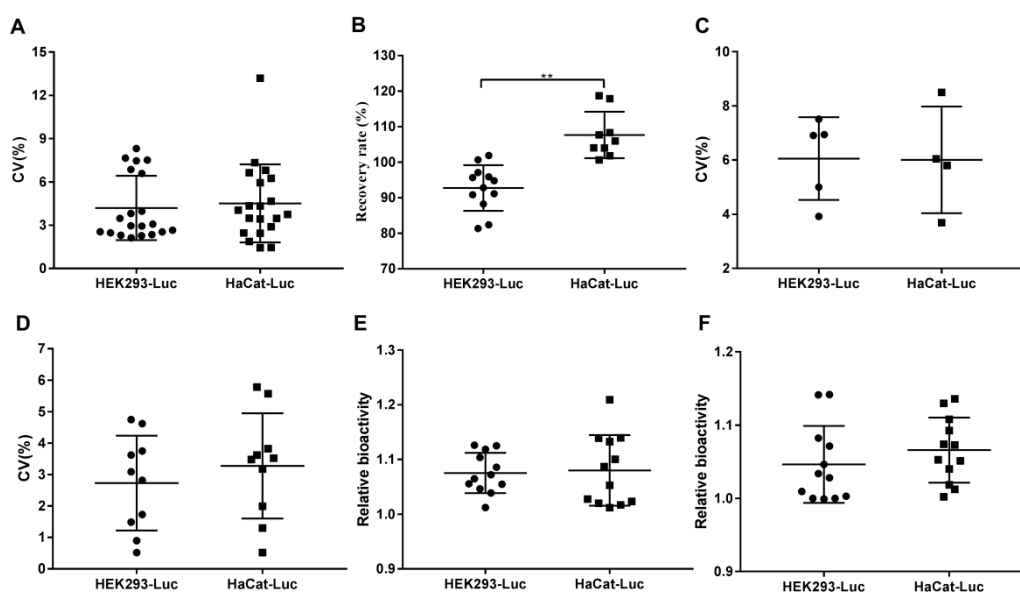 A
CV(%)
15
12
9
6
3
0
HEK293-Luc HaCat-Luc
B
Recovery rate (%)
130
120
110
100
90
80
70
**
HEK293-Luc HaCat-Luc
C
CV(%)
10
8
6
4
2
HEK293-Luc HaCat-Luc
D
CV(%)
7
6
5
4
3
2
1
0
HEK293-Luc HaCat-Luc
E
Relative bioactivity
1.3
1.2
1.1
1.0
0.9
HEK293-Luc HaCat-Luc
F
Relative bioactivity
1.2
1.1
1.0
0.9
HEK293-Luc HaCat-Luc